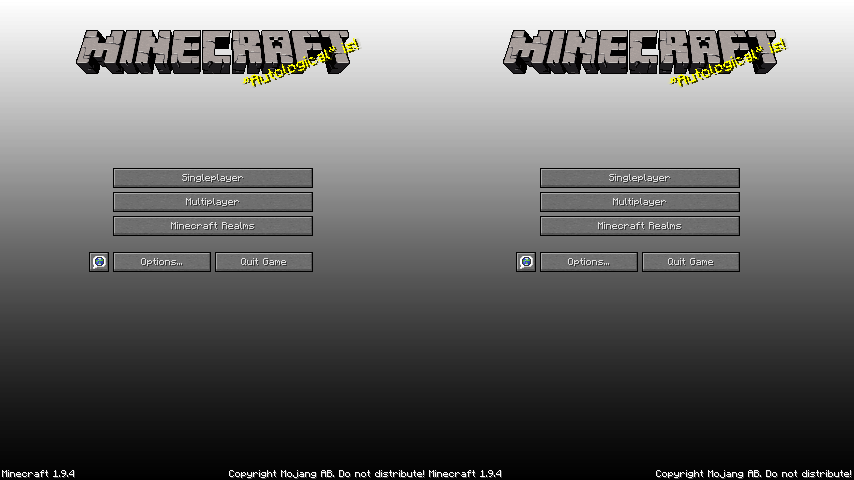 MINECRAFT MINECRAFT
"Autological" is! "Autological" is!
Singleplayer Singleplayer
Multiplayer Multiplayer
Minecraft Realms Minecraft Realms
Options... Quit Game Options... Quit Game
Minecraft 1.9.4 Copyright Mojang AB. Do not distribute! Minecraft 1.9.4 Copyright Mojang AB. Do not distribute!